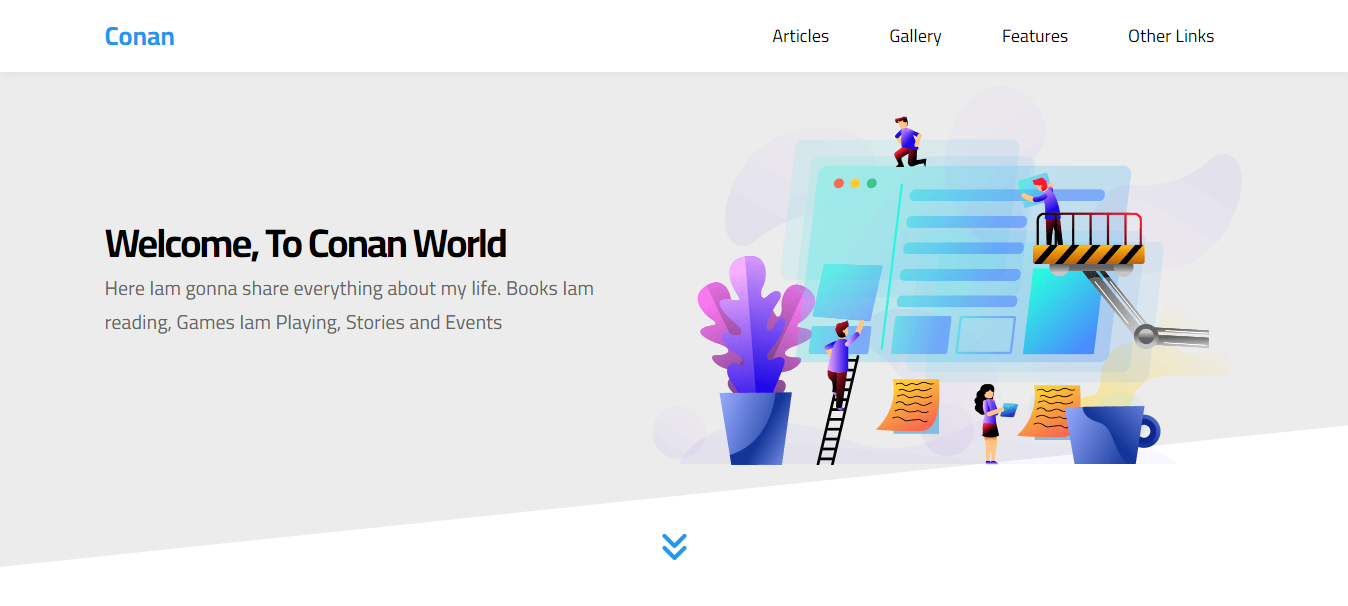 Conan
Articles
Gallery
Features
Other Links
Welcome, To Conan World
Here Iam gonna share everything about my life. Books Iam
reading, Games Iam Playing, Stories and Events